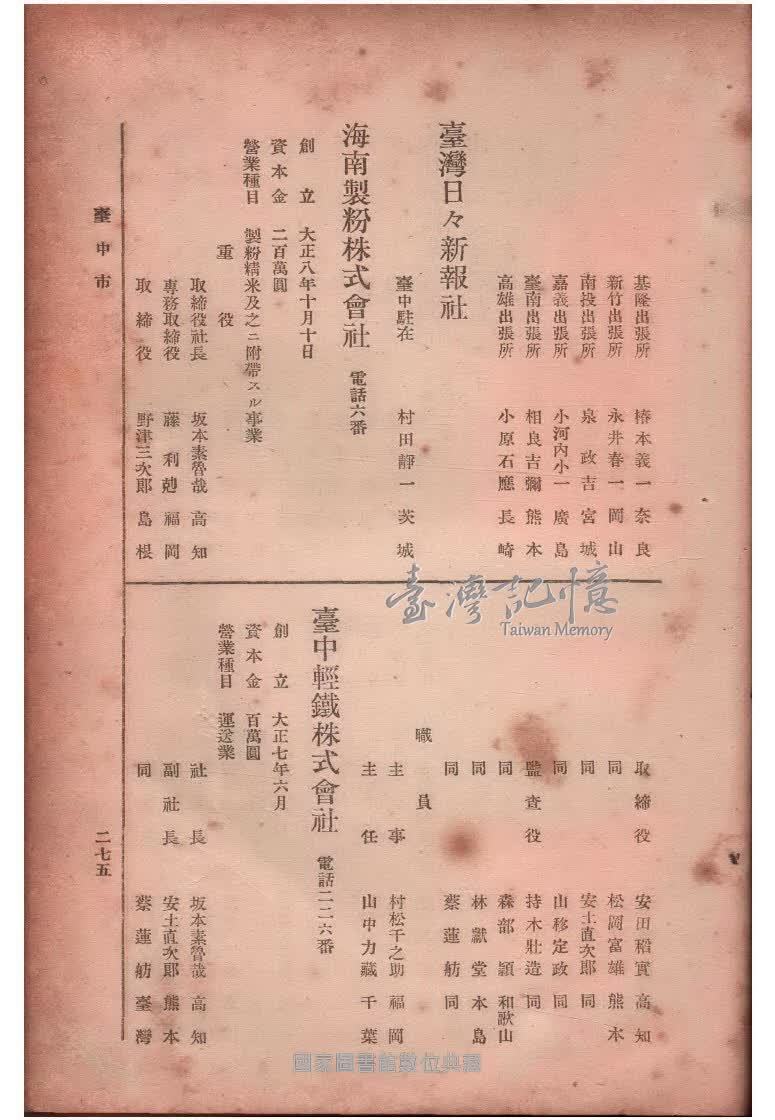 基隆出張所 椿本義一 奈良
新竹出張所 永井春一 岡山
南投出張所 泉政吉 宮城
嘉義出張所 小河內小一 廣島
臺南出張所 相良吉彌 熊本
高雄出張所 小原石應 長崎
臺灣日々新報社
臺中駐在 村田靜一 茨城
海南製粉株式會社 電話六番
創立 大正八年十月十日
資本金 二百萬圓
營業種目 製粉精米及之ニ附帶スル事業
重役
取締役社長 坂本素魯哉 高知
專務取締役 藤利剋 福岡
取締役 野津三次郎 島根
取締役 安田稻實 高知
同 松岡富雄 熊本
同 安土直次郎 同
同 山移定政 同
監査役 持木壯造 同
同 森部顗 和歌山
同 林獻堂 本島
同 蔡蓮舫 同
職員
主事 村松千之助 福岡
主任 山中力藏 千葉
臺中輕鐵株式會社 電話二二六番
創立 大正七年六月
資本金 百萬圓
營業種目 運送業
社長 坂本素魯哉 高知
副社長 安土直次郎 熊本
同 蔡蓮舫 臺灣
臺中市
二七五
臺灣記憶
Taiwan Memory
國家圖書館數位典藏